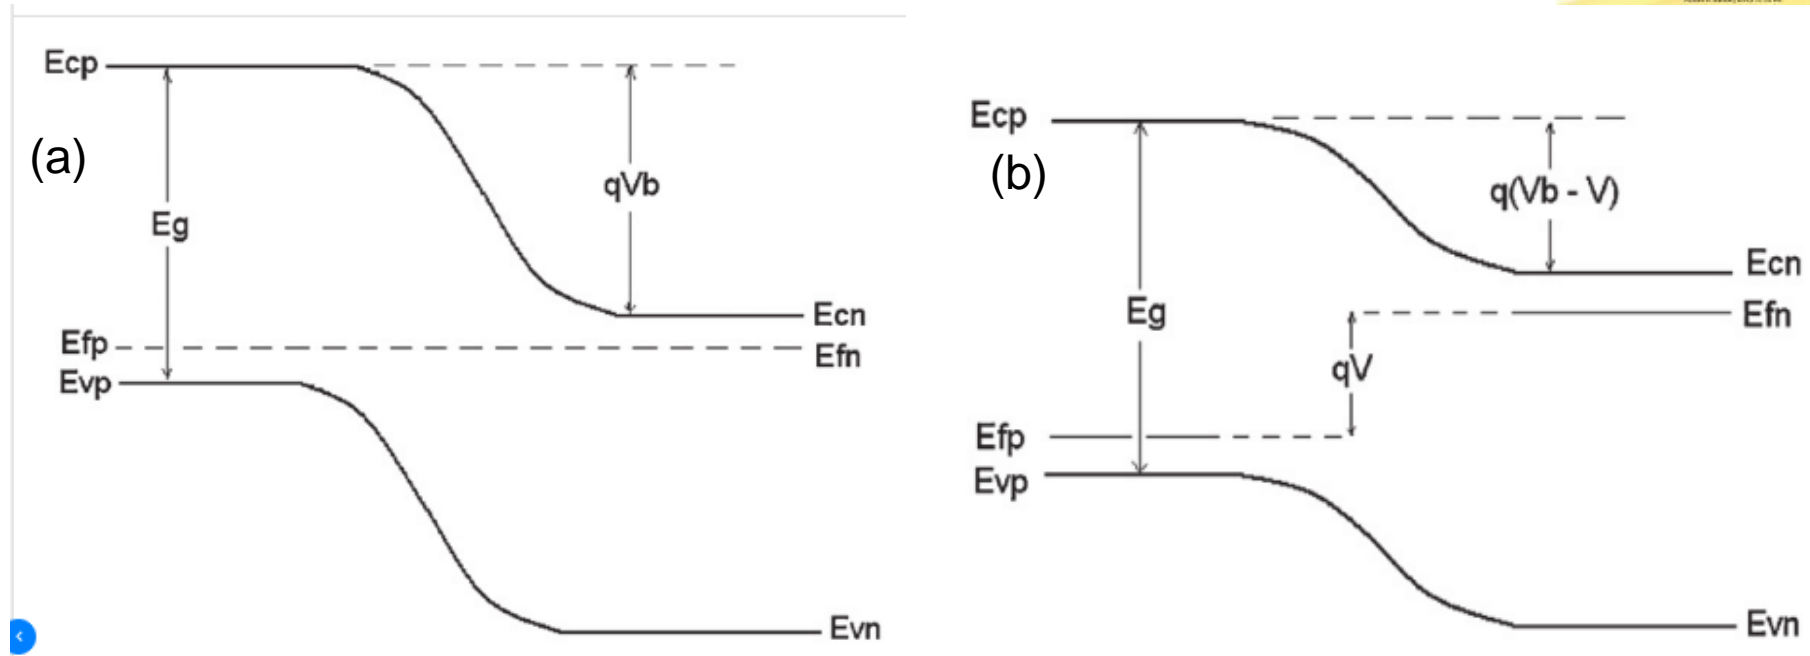 Ecp
(a)
qVb
Eg
Ecn
Efp
Efn
Evp
Evn
Ecp
(b)
q(Vb - V)
Ecn
Eg
Efn
qV
Efp
Evp
Evn